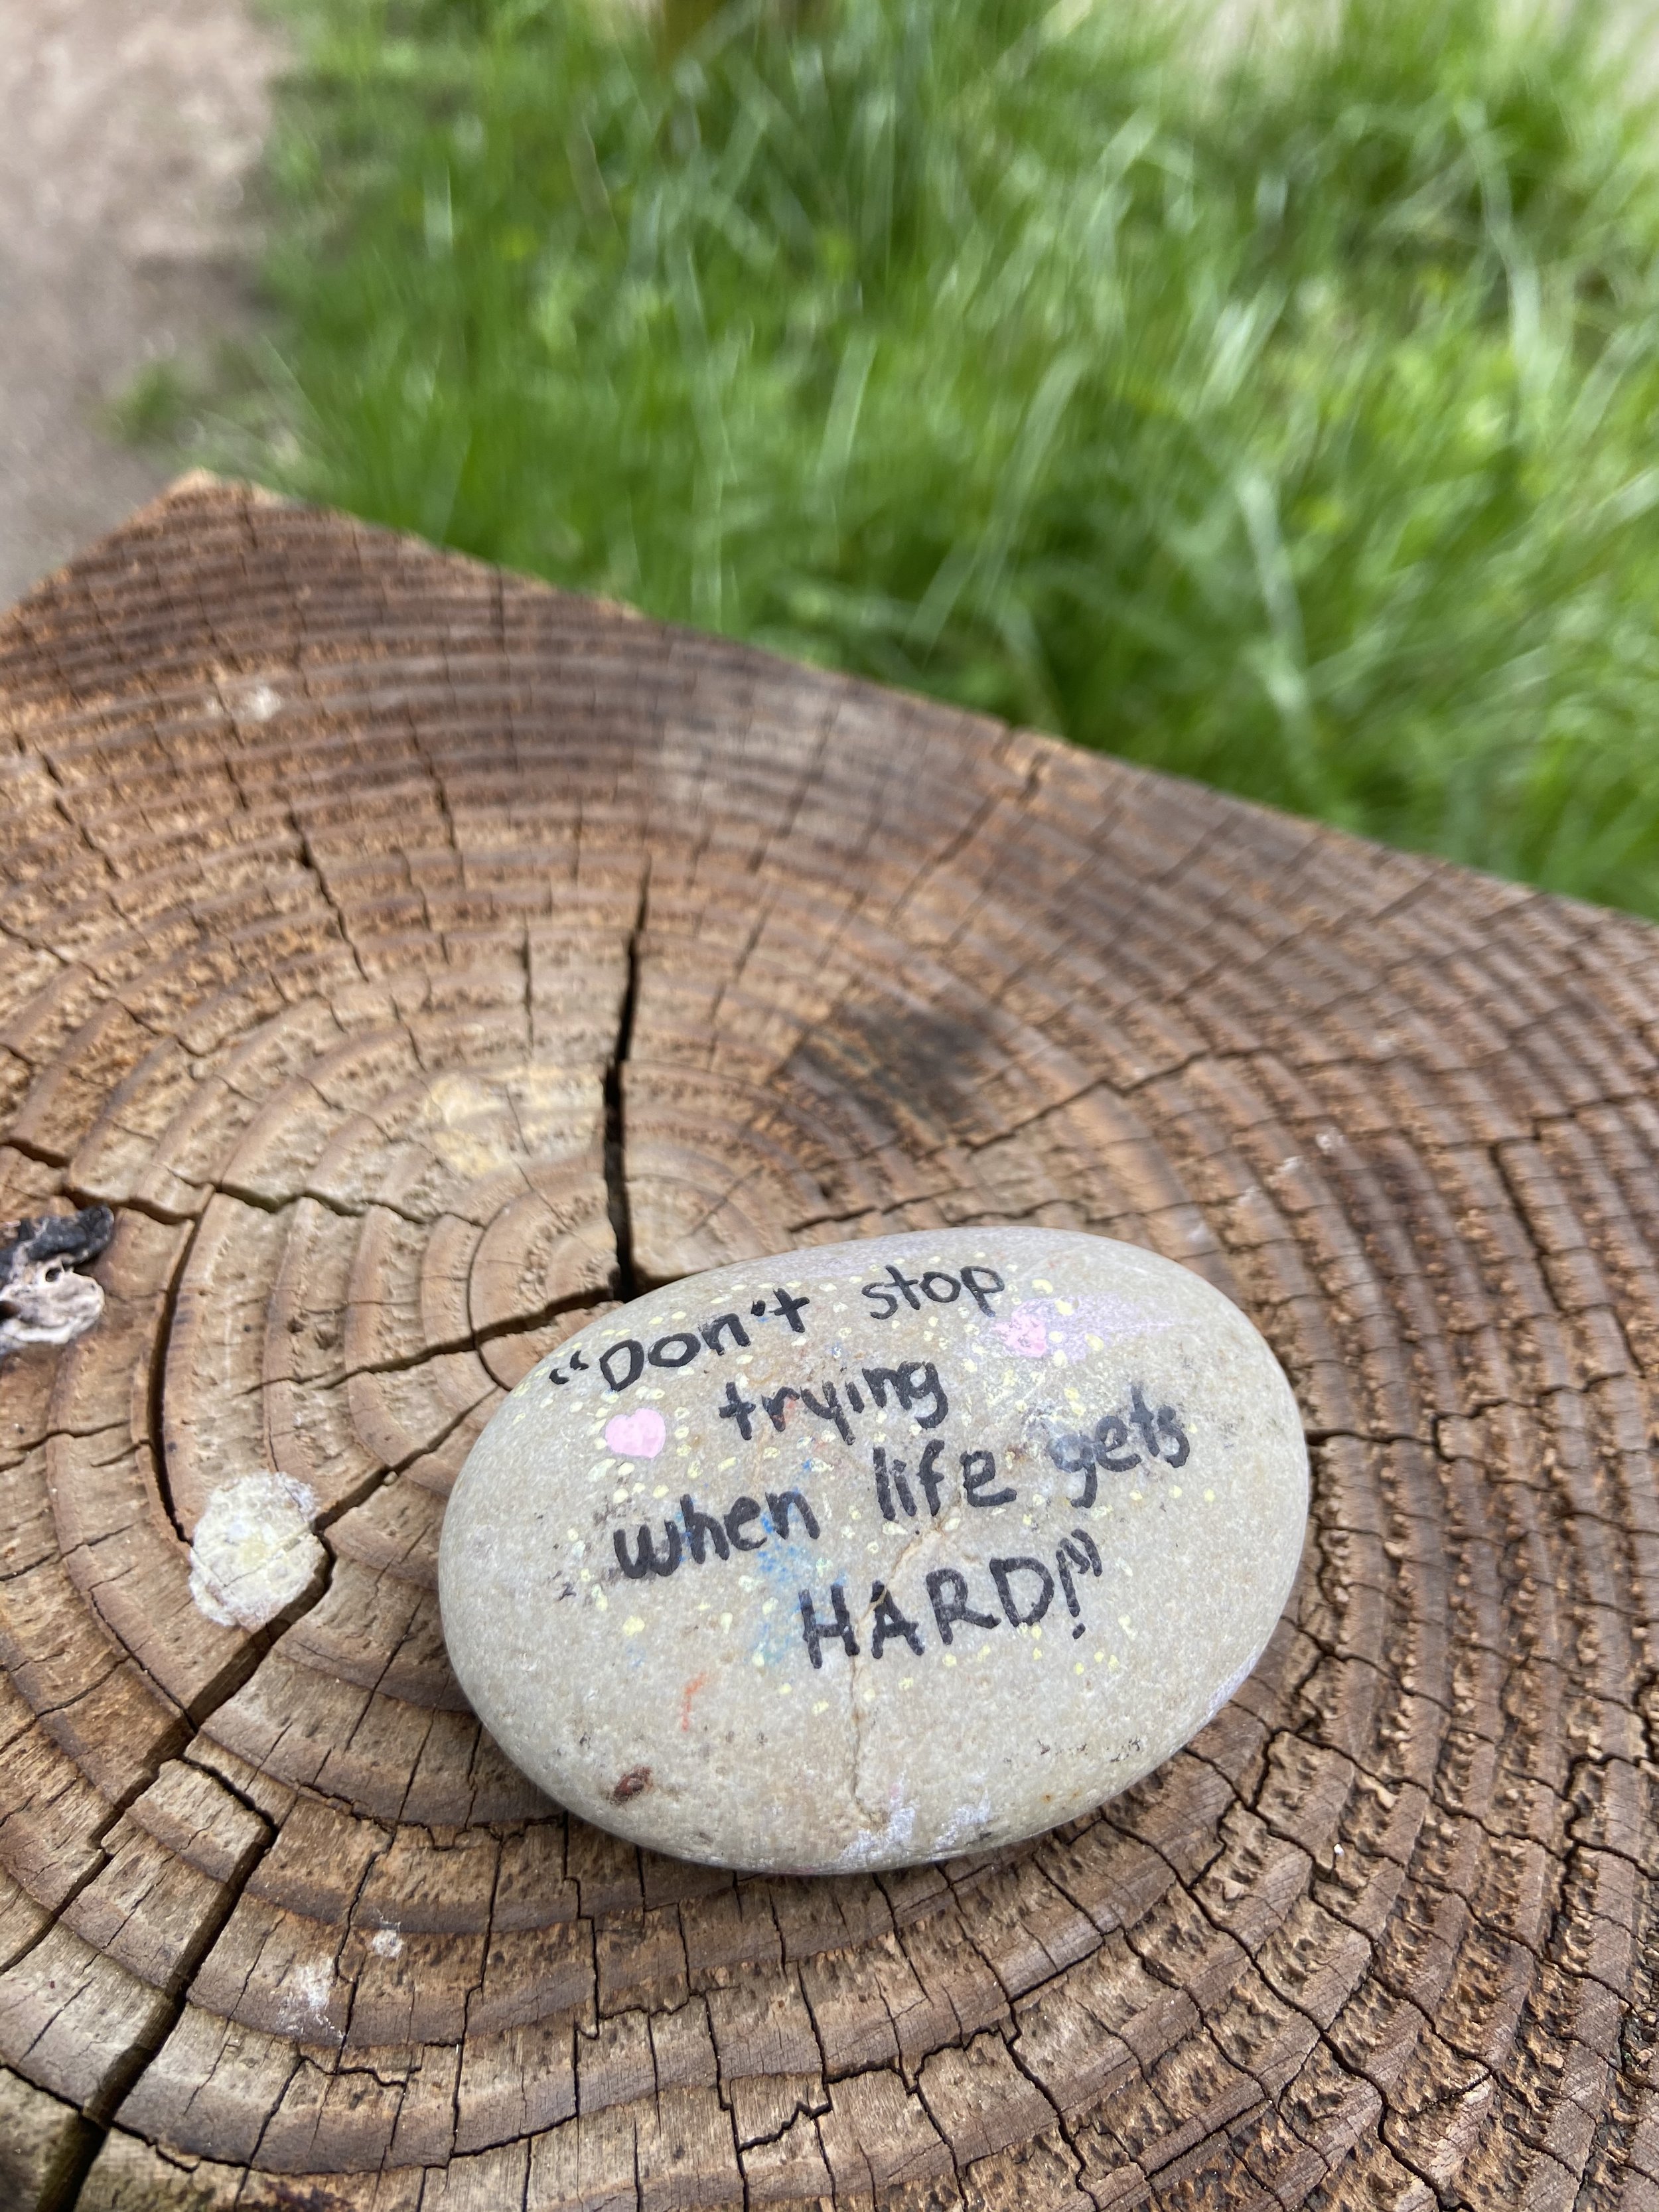 “Don't stop
trying
when life gets
HARD!”